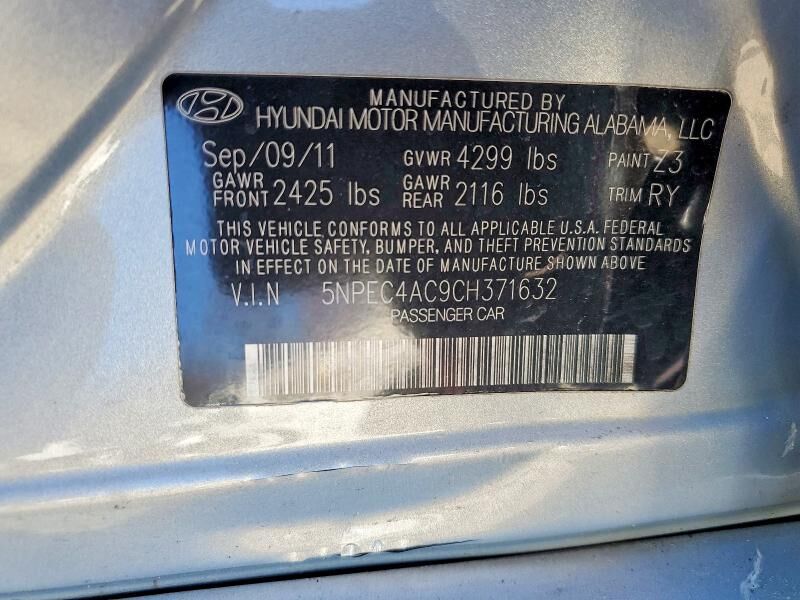 MANUFACTURED BY
HYUNDAI MOTOR MANUFACTURING ALABAMA, LLC
Sep/09/11 GVWR 4299 lbs PAINT Z3
GAWR FRONT 2425 lbs GAWR REAR 2116 lbs TRIM RY
THIS VEHICLE CONFORMS TO ALL APPLICABLE U.S.A. FEDERAL
MOTOR VEHICLE SAFETY, BUMPER, AND THEFT PREVENTION STANDARDS
IN EFFECT ON THE DATE OF MANUFACTURE SHOWN ABOVE
V.I.N 5NPEC4AC9CH371632
PASSENGER CAR